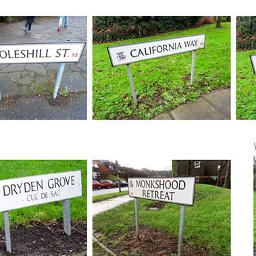 OLESHILL ST.
CALIFORNIA WAY
DRYDEN GROVE
CUL DE SAC
MONKSHOOD
RETREAT